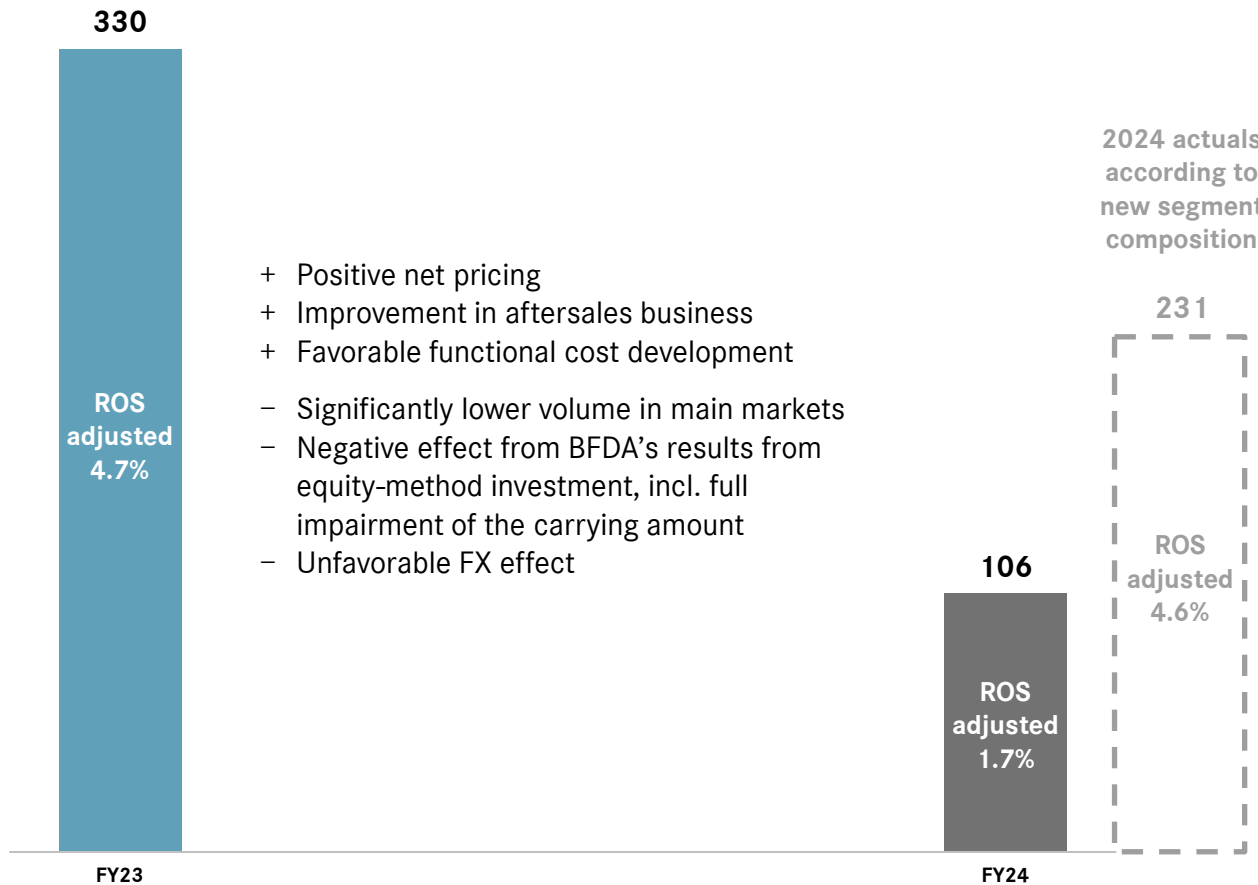 330
ROS
adjusted
4.7%
FY23
+ Positive net pricing
+ Improvement in aftersales business
+ Favorable functional cost development
– Significantly lower volume in main markets
– Negative effect from BFDA’s results from
equity-method investment, incl. full
impairment of the carrying amount
– Unfavorable FX effect
106
ROS
adjusted
1.7%
FY24
2024 actuals
according to
new segment
composition
231
ROS
adjusted
4.6%